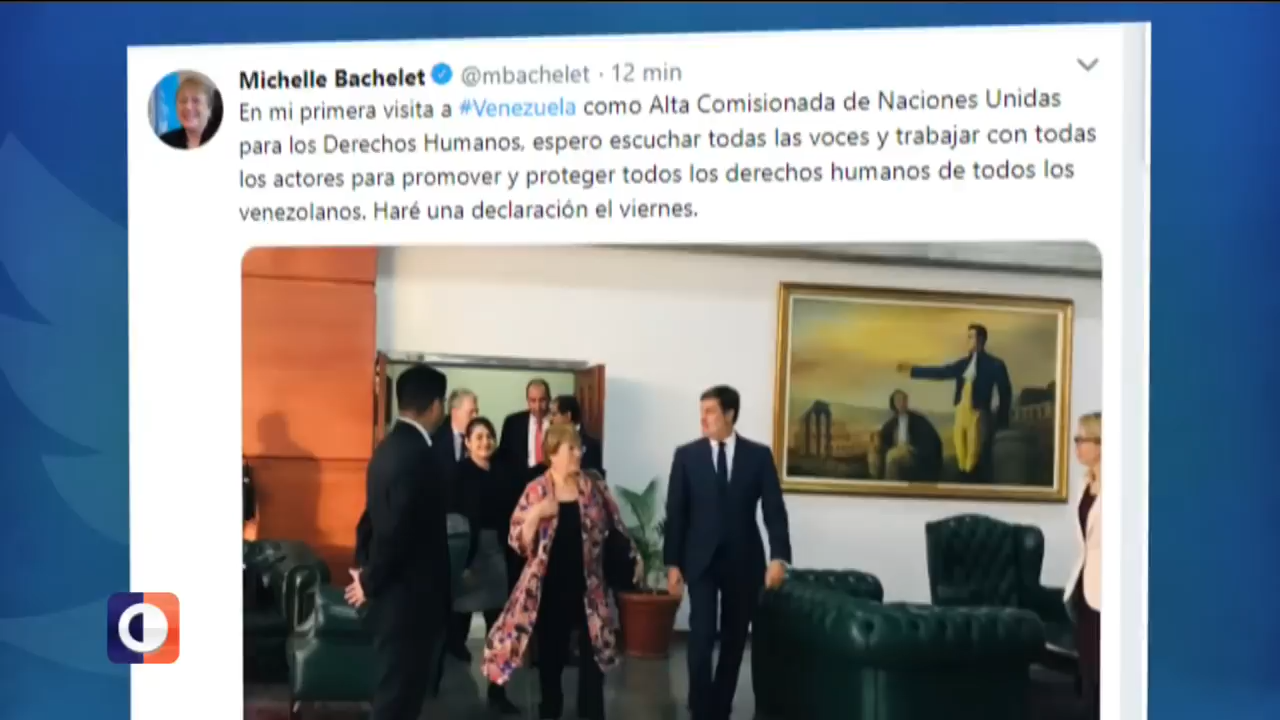 Michelle Bachelet @mbachelet · 12 min
En mi primera visita a #Venezuela como Alta Comisionada de Naciones Unidas
para los Derechos Humanos, espero escuchar todas las voces y trabajar con todas
los actores para promover y proteger todos los derechos humanos de todos los
venezolanos. Haré una declaración el viernes.